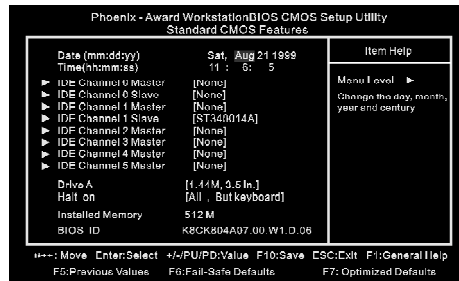 Phoenix - Award WorkstationBIOS CMOS Setup Utility
Standard CMOS Features
Date (mm:dd:yy) Sat, Aug 21 1999
Time(hh:mm:ss) 11 : 6: 5
► IDE Channel 0 Master [None]
► IDE Channel 0 Slave [None]
► IDE Channel 1 Master [None]
► IDE Channel 1 Slave [ST340014A]
► IDE Channel 2 Master [None]
► IDE Channel 3 Master [None]
► IDE Channel 4 Master [None]
► IDE Channel 5 Master [None]
Drive A [1.44M, 3.5 In.]
Halt on [All , But keyboard]
Installed Memory 512 M
BIOS ID K8CK804A07.00.W1.D.06
Item Help
Menu Level ►
Change the day, month,
year and century
: Move Enter:Select +/-/PU/PD:Value F10:Save ESC:Exit F1:General Help
F5:Previous Values F6:Fail-Safe Defaults F7: Optimized Defaults